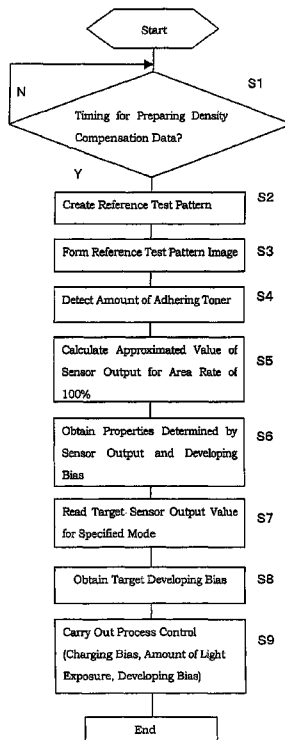 Start
N
S1
Timing for Preparing Density
Compensation Data?
Y
Create Reference Test Pattern
S2
Form Reference Test Pattern Image
S3
Detect Amount of Adhering Toner
S4
Calculate Approximated Value of
Sensor Output for Area Rate of
100%
S5
Obtain Properties Determined by
Sensor Output and Developing
Bias
S6
Read Target Sensor Output Value
for Specified Mode
S7
Obtain Target Developing Bias
S8
Carry Out Process Control
(Charging Bias, Amount of Light
Exposure, Developing Bias)
S9
End